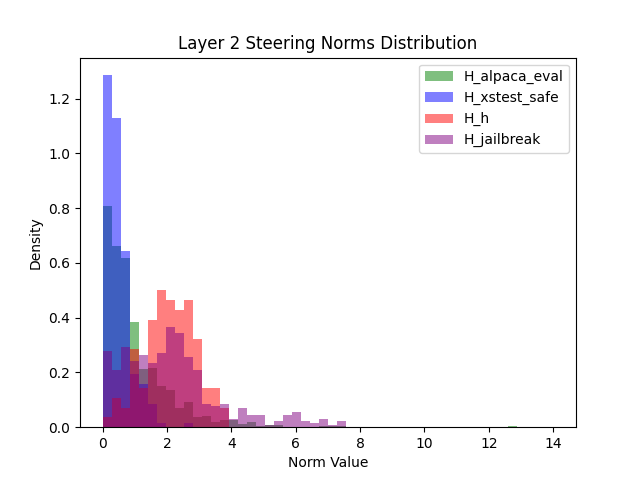 Layer 2 Steering Norms Distribution
H_alpaca_eval
H_xstest_safe
H_h
H_jailbreak
1.2
1.0
0.8
0.6
0.4
0.2
0.0
Density
0 2 4 6 8 10 12 14
Norm Value